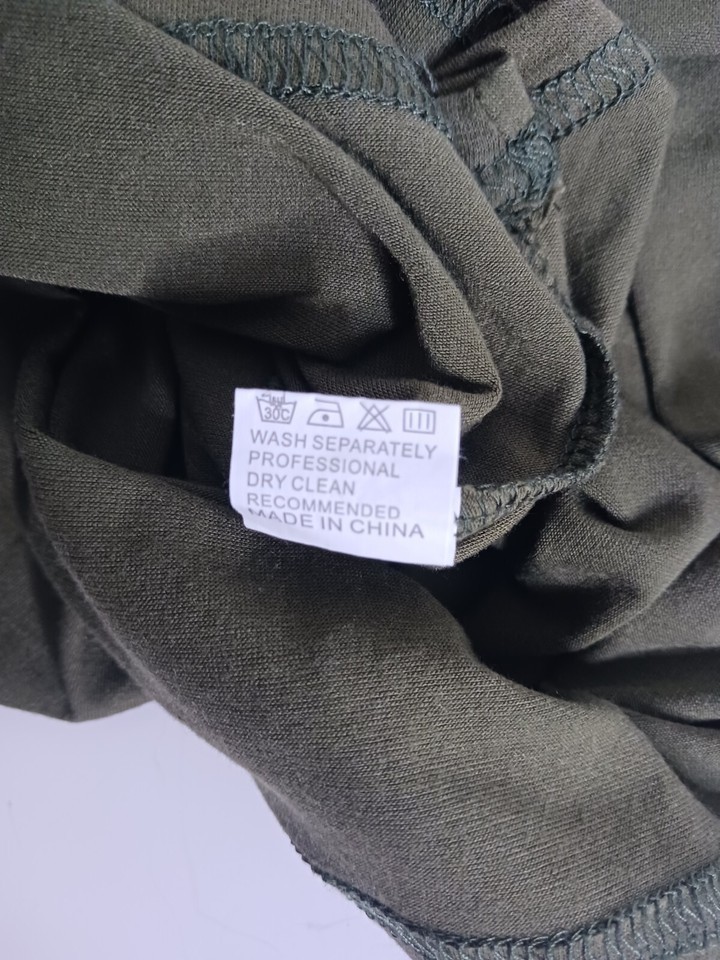 30C
WASH SEPARATELY
PROFESSIONAL
DRY CLEAN
RECOMMENDED
MADE IN CHINA